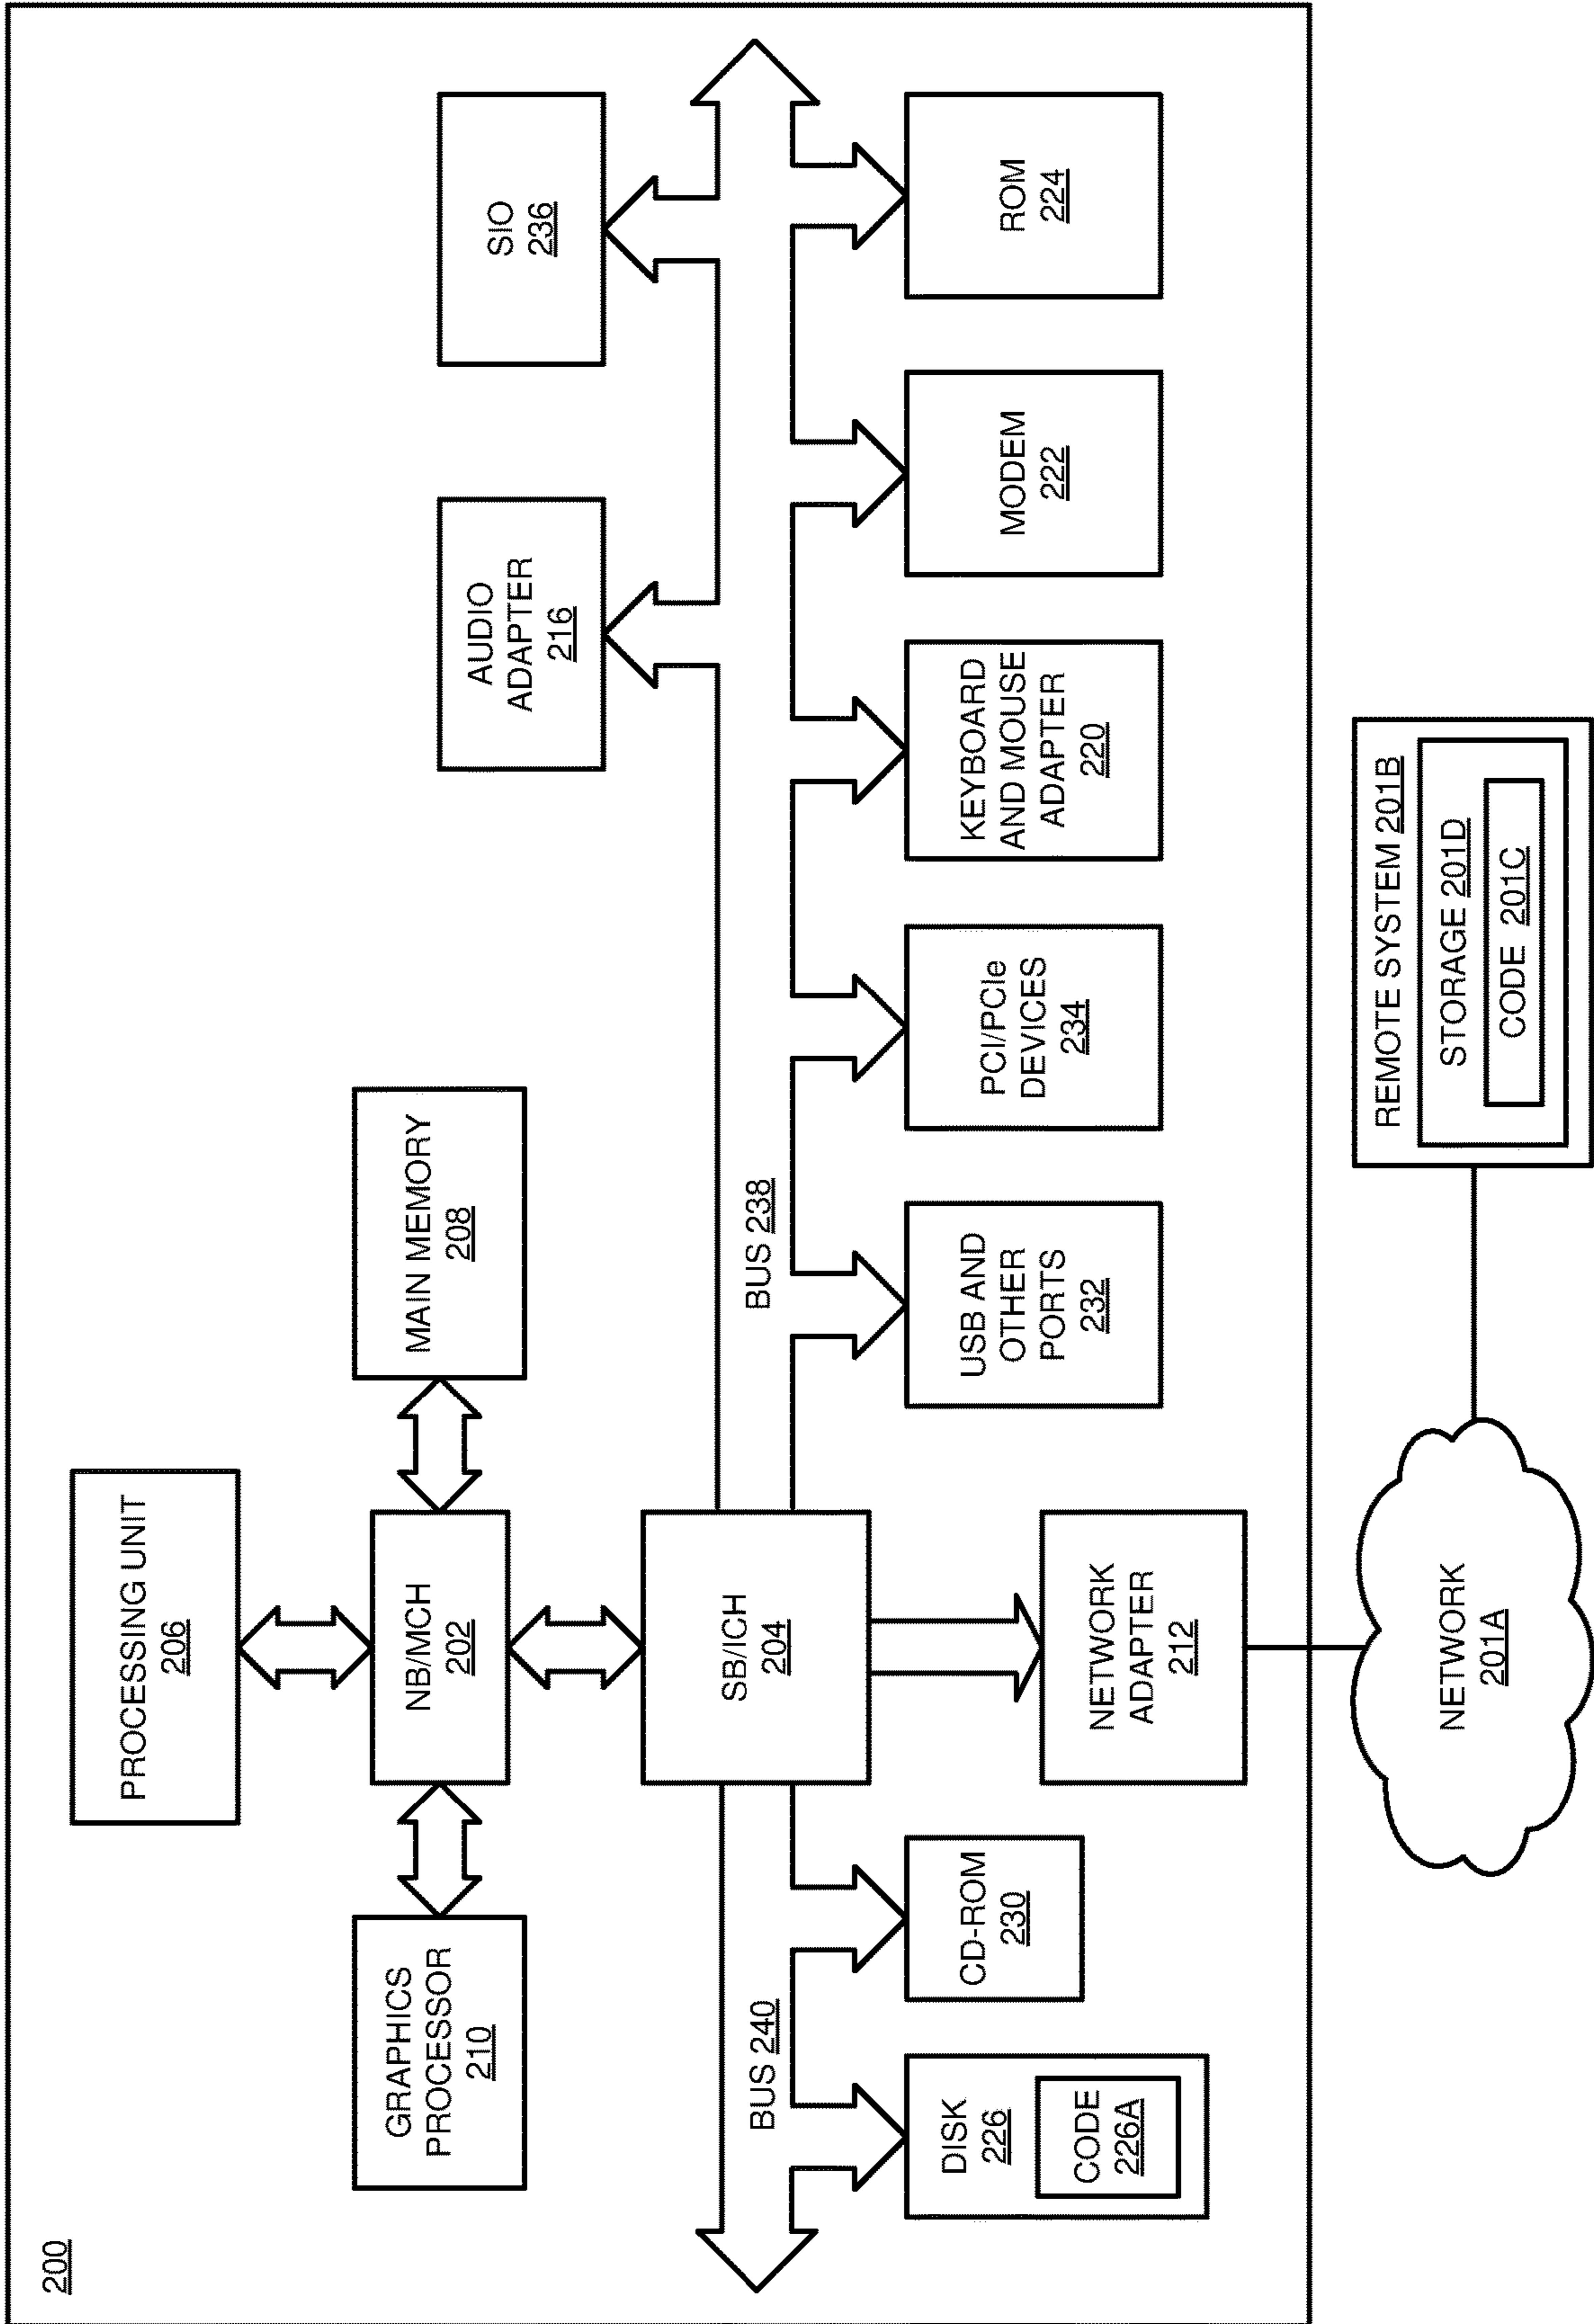 200
PROCESSING UNIT
206
GRAPHICS
PROCESSOR
210
NB/MCH
202
MAIN MEMORY
208
AUDIO
ADAPTER
216
SIO
236
SB/ICH
204
BUS 240
BUS 238
DISK
226
CODE
226A
CD-ROM
230
USB AND
OTHER
PORTS
232
PCI/PCIe
DEVICES
234
KEYBOARD
AND MOUSE
ADAPTER
220
MODEM
222
ROM
224
NETWORK
ADAPTER
212
NETWORK
201A
REMOTE SYSTEM 201B
STORAGE 201D
CODE 201C